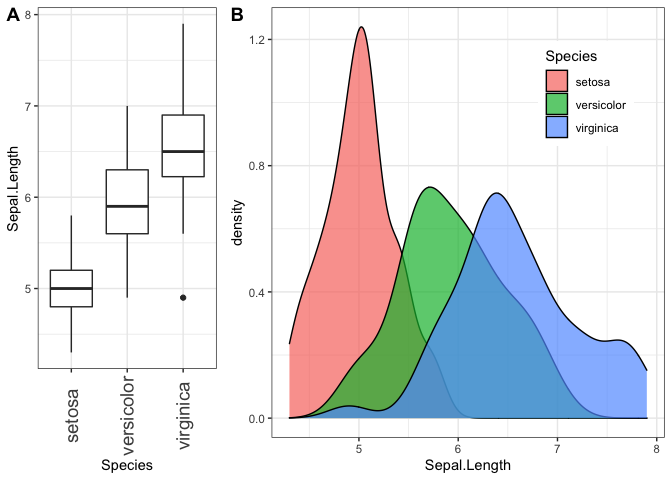 A
8
7
6
5
Sepal.Length
setosa
versicolor
virginica
Species
B
1.2
0.8
0.4
0.0
density
Species
setosa
versicolor
virginica
5 6 7 8
Sepal.Length